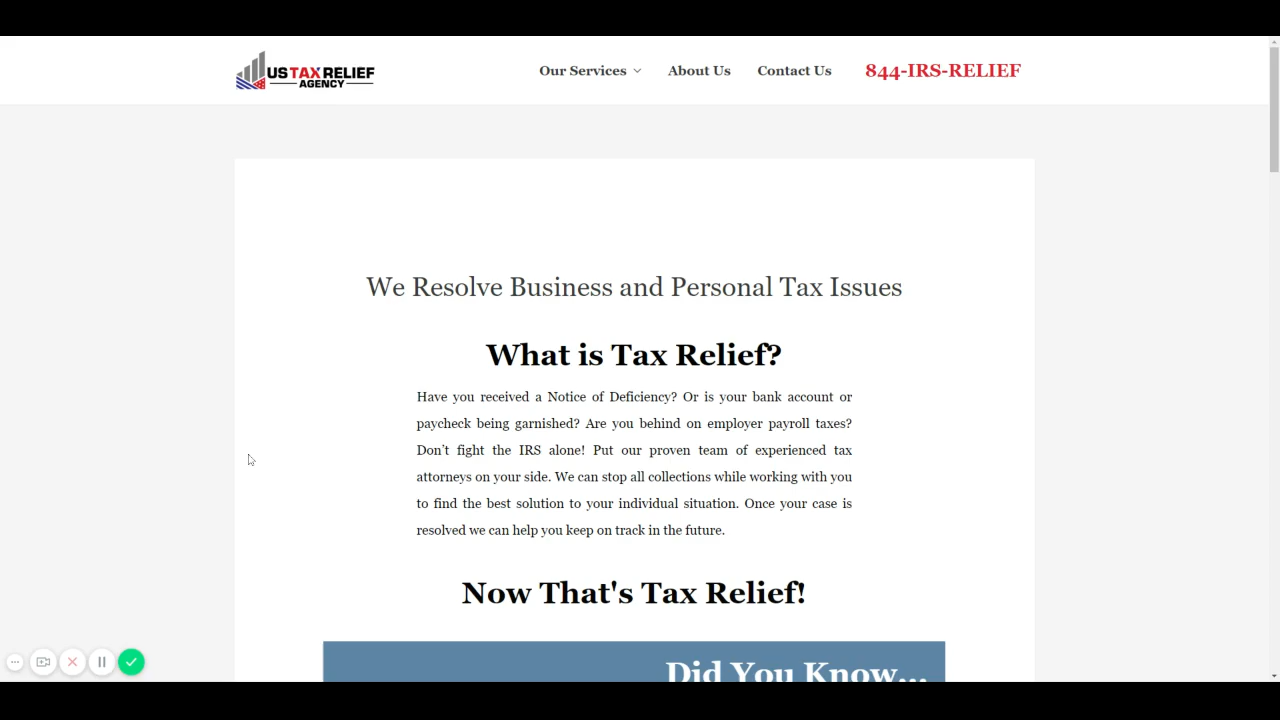 US TAX RELIEF
AGENCY
Our Services
About Us
Contact Us
844-IRS-RELIEF
We Resolve Business and Personal Tax Issues
What is Tax Relief?
Have you received a Notice of Deficiency? Or is your bank account or
paycheck being garnished? Are you behind on employer payroll taxes?
Don't fight the IRS alone! Put our proven team of experienced tax
attorneys on your side. We can stop all collections while working with you
to find the best solution to your individual situation. Once your case is
resolved we can help you keep on track in the future.
Now That's Tax Relief!
Did You Know...